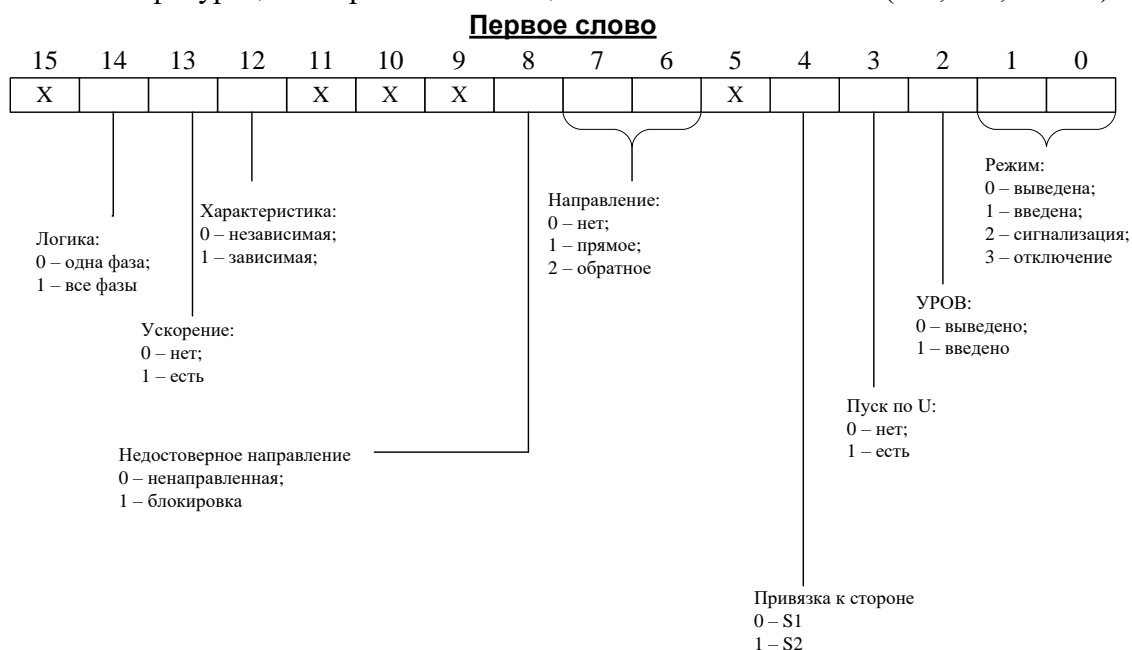 Первое слово
15 14 13 12 11 10 9 8 7 6 5 4 3 2 1 0
X X X X X
Режим:
0 – выведена;
1 – введена;
2 – сигнализация;
3 – отключение
Направление:
0 – нет;
1 – прямое;
2 – обратное
Характеристика:
0 – независимая;
1 – зависимая;
Логика:
0 – одна фаза;
1 – все фазы
УРОВ:
0 – выведено;
1 – введено
Ускорение:
0 – нет;
1 – есть
Пуск по U:
0 – нет;
1 – есть
Недостоверное направление
0 – ненаправленная;
1 – блокировка
Привязка к стороне
0 – S1
1 – S2